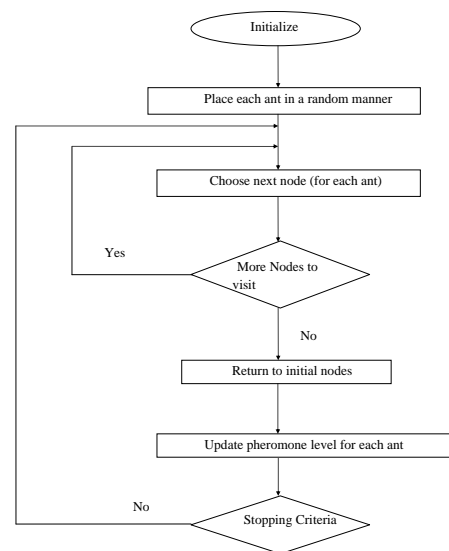 Initialize
Place each ant in a random manner
Choose next node (for each ant)
Yes
More Nodes to
visit
No
Return to initial nodes
Update pheromone level for each ant
No
Stopping Criteria